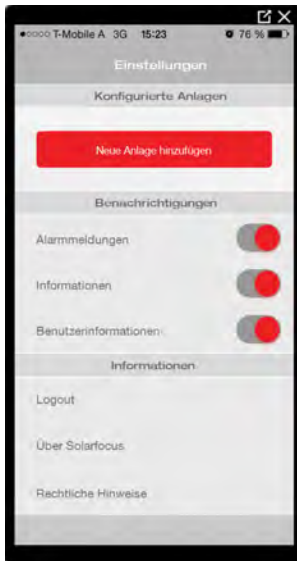 T-Mobile A 3G 15:23 76 %
Einstellungen
Konfigurierte Anlagen
Neue Anlage hinzufügen
Benachrichtigungen
Alarmmeldungen
Informationen
Benutzerinformationen
Informationen
Logout
Über Solarfocus
Rechtliche Hinweise